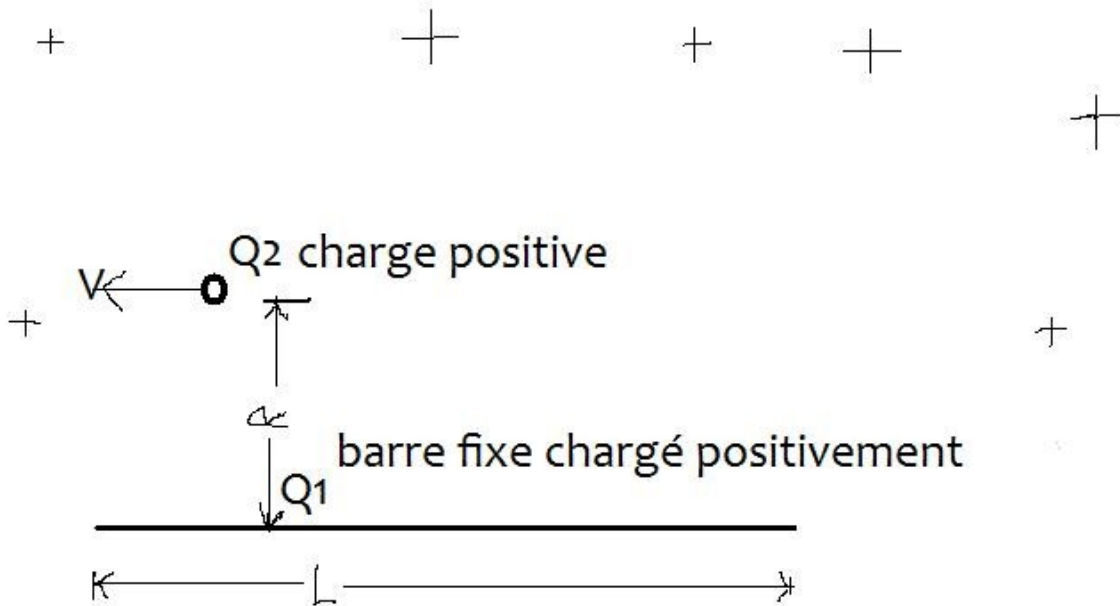 + + + +
+
Q2 charge positive
V
+ +
d
barre fixe chargé positivement
Q1
L